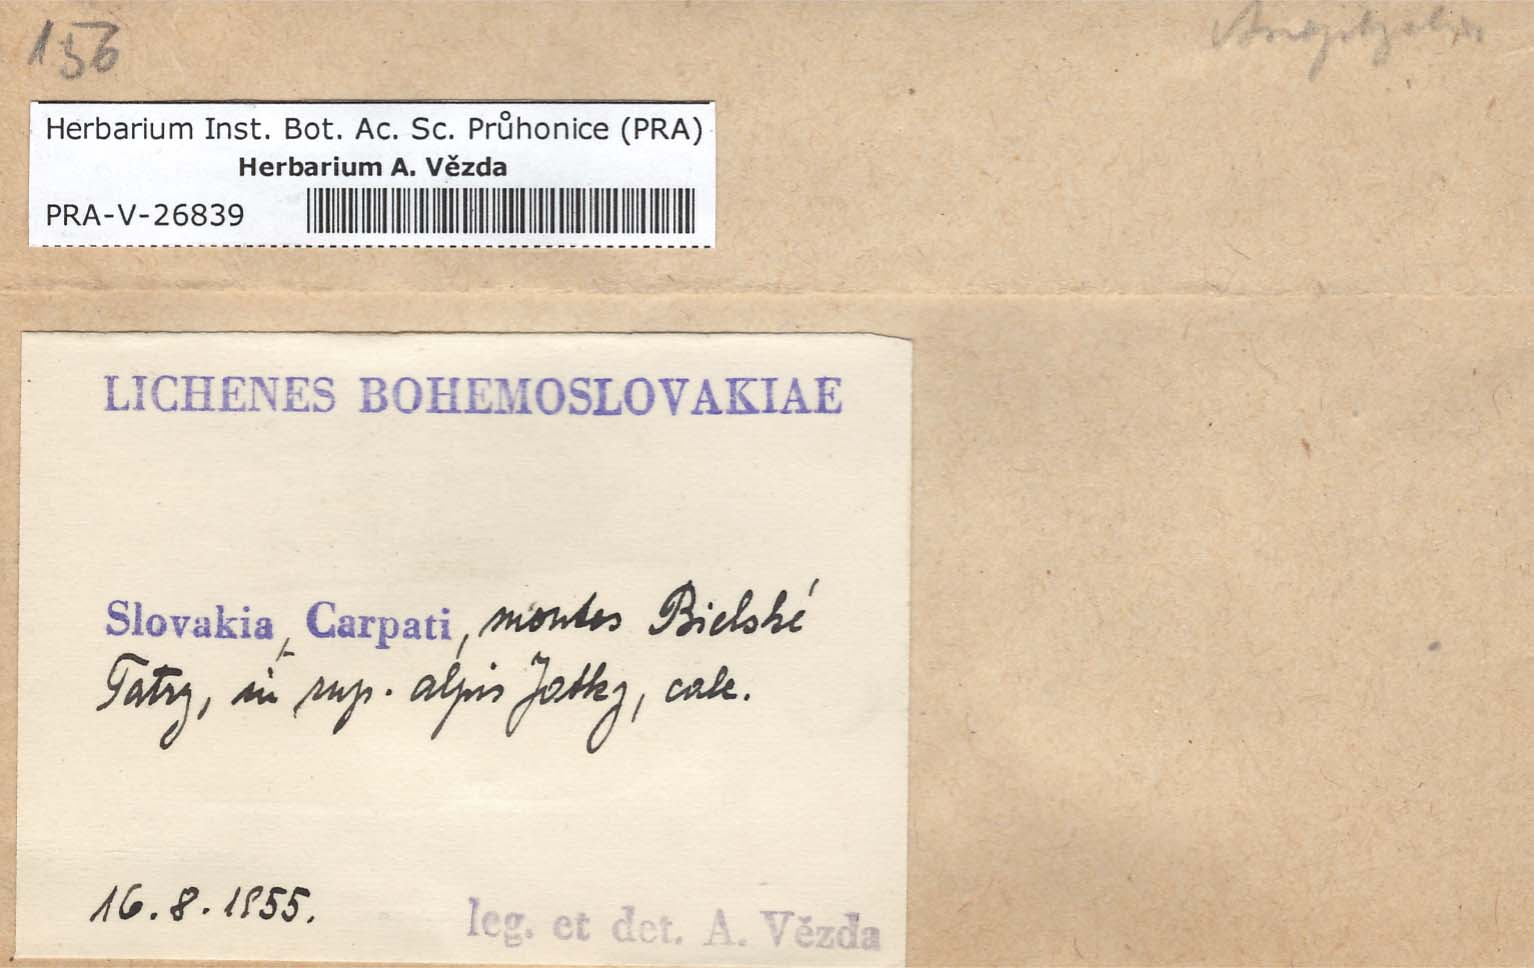 156
Herbarium Inst. Bot. Ac. Sc. Průhonice (PRA)
Herbarium A. Vězda
PRA-V-26839
LICHENES BOHEMOSLOVAKIAE
Slovakia, Carpati, montes Bielské
Tatry, in rup. alpis Jatky, calc.
16. 8. 1955.
leg. et det. A. Vězda